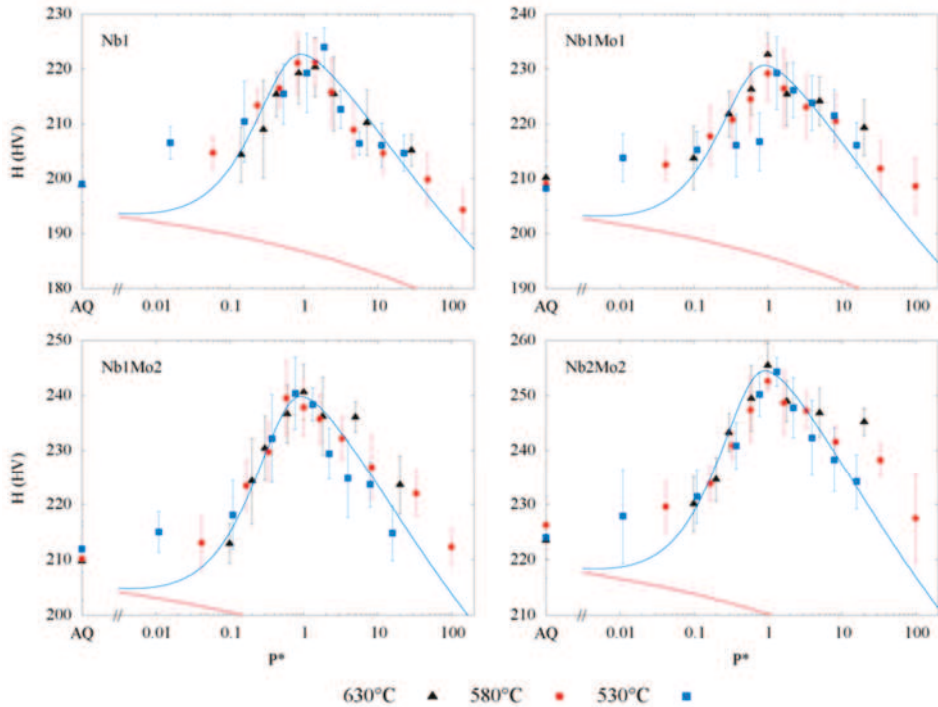 230 Nb1 240 Nb1Mo1
220 230
210 220
H (HV) H (HV)
200 210
190 200
180 190
AQ // 0.01 0.1 1 10 100 AQ // 0.01 0.1 1 10 100
250 Nb1Mo2 260 Nb2Mo2
240 250
230 240
H (HV) H (HV)
220 230
210 220
200 210
AQ // 0.01 0.1 1 10 100 AQ // 0.01 0.1 1 10 100
P* P*
630°C 580°C 530°C